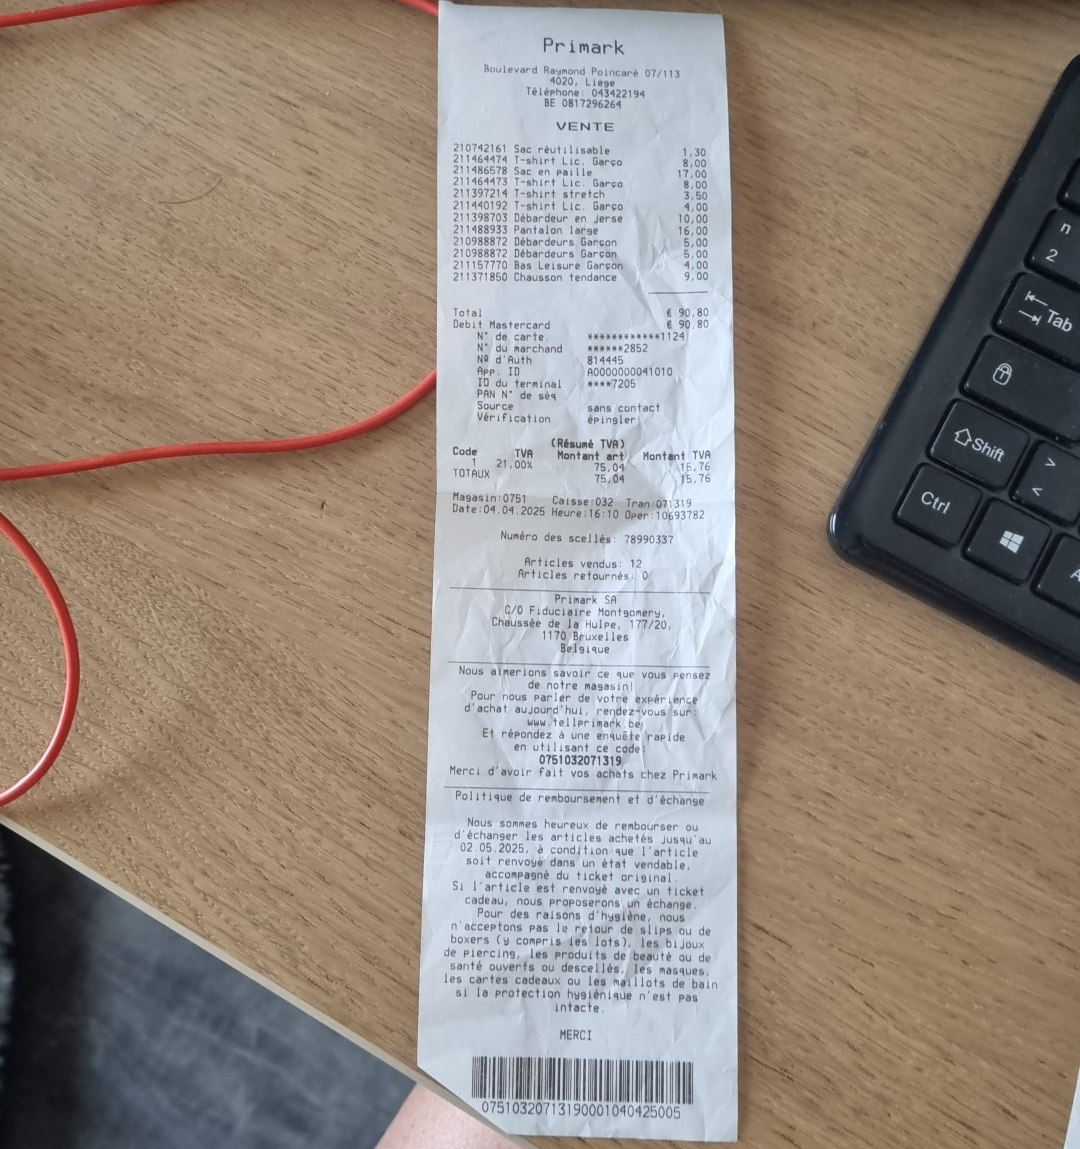 Primark
Boulevard Raymond Poincaré 07/113
4020, Liege
Téléphone: 043422194
BE 0817296264
VENTE
210742161 Sac réutilisable 1,30
211464474 T-shirt Lic. Garço 8,00
211486578 Sac en paille 17,00
211464473 T-shirt Lic. Garço 8,00
211397214 T-shirt stretch 3,50
211440192 T-shirt Lic. Garço 4,00
211398703 Débardeur en jerse 10,00
211488933 Pantalon large 16,00
210988872 Débardeurs Garçon 5,00
210988872 Débardeurs Garçon 5,00
211157770 Bas Leisure Garçon 4,00
211371850 Chausson tendance 9,00
Total € 90,80
Debit Mastercard € 90,80
N° de carte. ************1124
N° du marchand ******2852
Nº d'Auth 814445
App. ID A0000000041010
ID du terminal ****7205
PAN N° de séq
Source sans contact
Vérification épingler
(Résumé TVA)
Code TVA Montant art Montant TVA
1 21,00% 75,04 15,76
TOTAUX 75,04 15,76
Magasin:0751 Caisse:032 Tran:071319
Date:04.04.2025 Heure:16:10 Oper:10693782
Numéro des scellés: 78990337
Articles vendus: 12
Articles retournés: 0
Primark SA
C/O Fiduciaire Montgomery,
Chaussée de la Hulpe, 177/20,
1170 Bruxelles
Belgique
Nous aimerions savoir ce que vous pensez
de notre magasin!
Pour nous parler de votre expérience
d'achat aujourd'hui, rendez-vous sur:
www.tellprimark.be
Et répondez à une enquête rapide
en utilisant ce code:
0751032071319
Merci d'avoir fait vos achats chez Primark
Politique de remboursement et d'échange
Nous sommes heureux de rembourser ou
d'échanger les articles achetés jusqu'au
02.05.2025, à condition que l'article
soit renvoyé dans un état vendable,
accompagné du ticket original.
Si l'article est renvoyé avec un ticket
cadeau, nous proposerons un échange.
Pour des raisons d'hygiène, nous
n'acceptons pas le retour de slips ou de
boxers (y compris les lots), les bijoux
de piercing, les produits de beauté ou de
santé ouverts ou descellés, les masques,
les cartes cadeaux ou les maillots de bain
si la protection hygiénique n'est pas
intacte.
MERCI
07510320713190001040425005
n
2
Tab
Shift
>
<
Ctrl